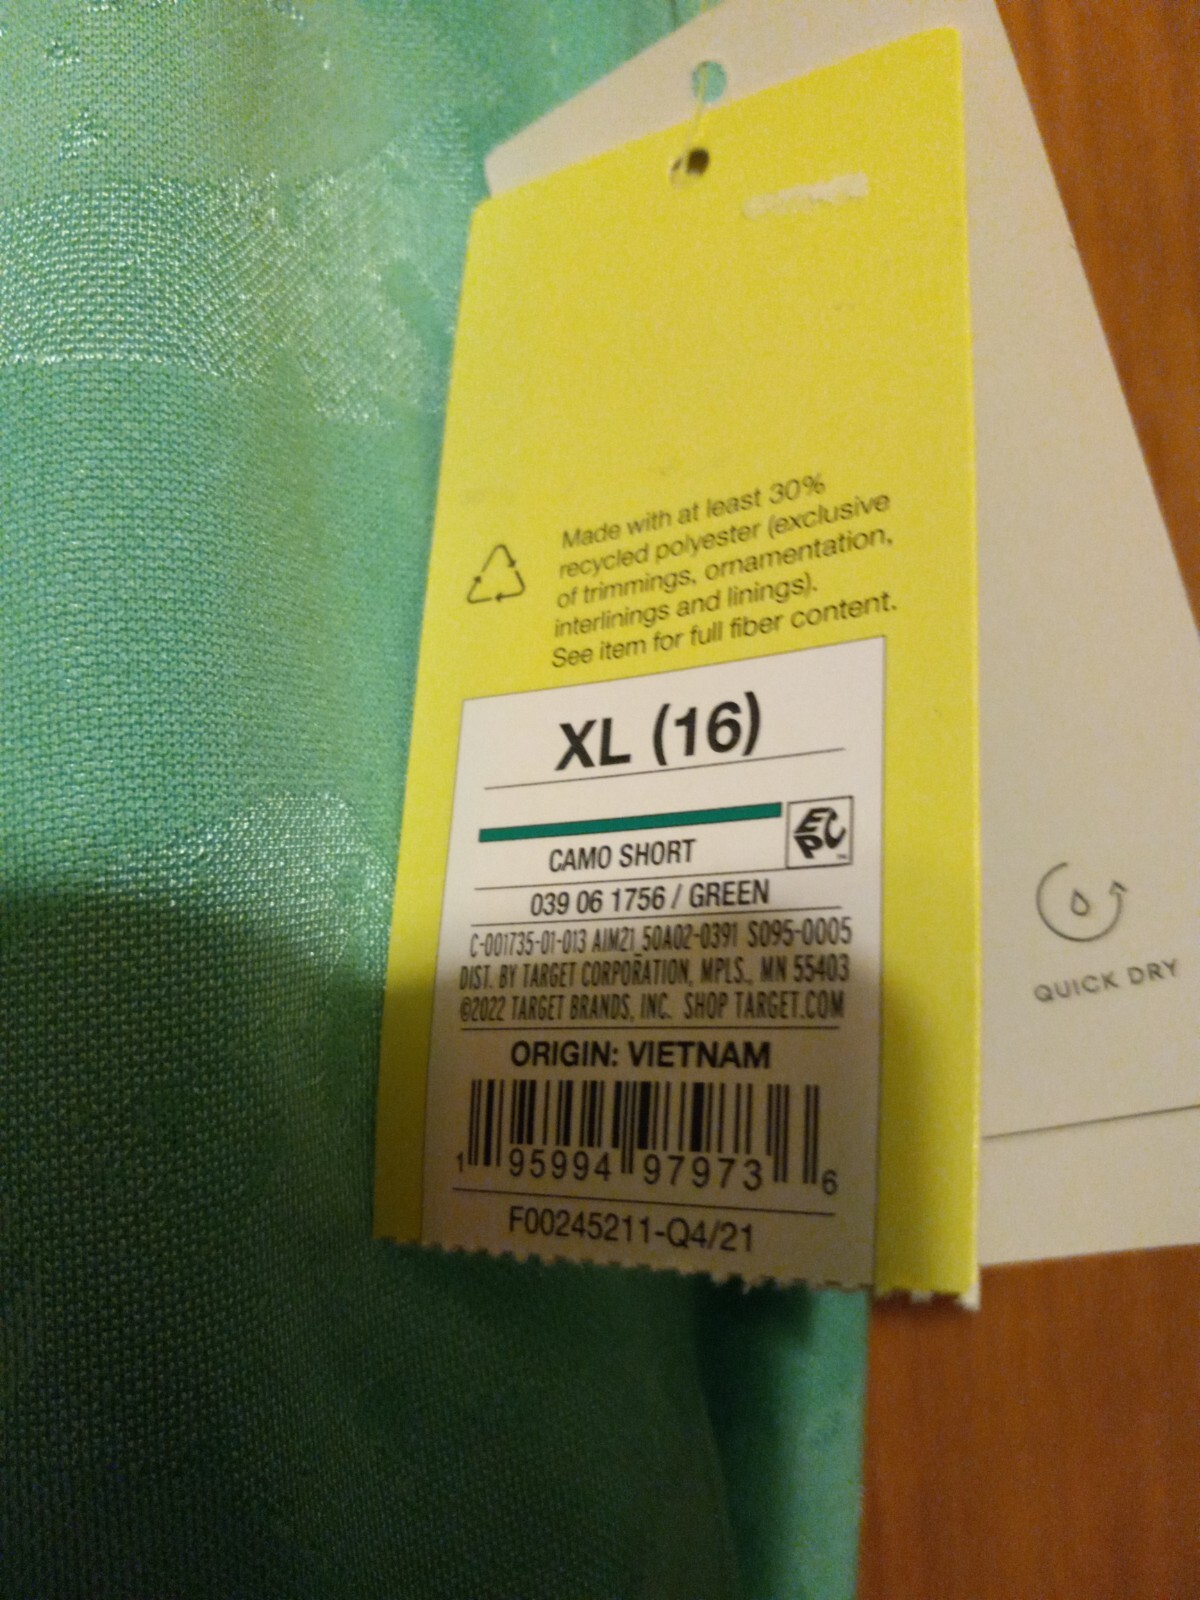 Made with at least 30%
recycled polyester (exclusive
of trimmings, ornamentation,
interlinings and linings).
See item for full fiber content.
XL (16)
EPC™
CAMO SHORT
039 06 1756 / GREEN
C-001735-01-013 AIM21_50A02-0391 S095-0005
DIST. BY TARGET CORPORATION, MPLS., MN 55403
©2022 TARGET BRANDS, INC. SHOP TARGET.COM
ORIGIN: VIETNAM
1 95994 97973 6
F00245211-Q4/21
QUICK DRY